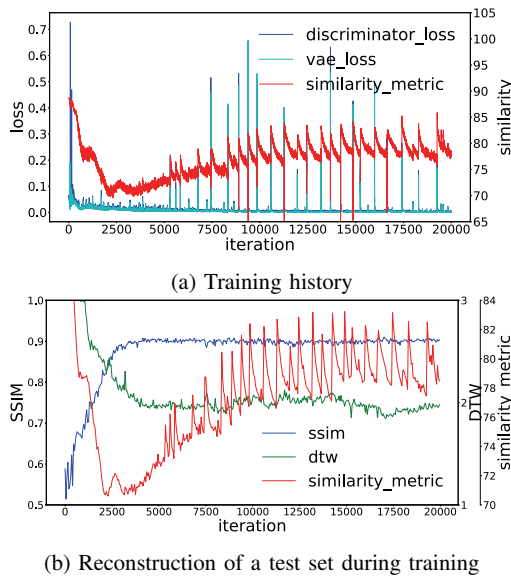 105
0.7
discriminator_loss
100
0.6
vae_loss
95
similarity_metric
0.5
90
loss
0.4
85
similarity
0.3
80
0.2
75
0.1
70
0.0
65
0 2500 5000 7500 10000 12500 15000 17500 20000
iteration
(a) Training history
1.0 3 84
82
0.9
80
0.8
78
SSIM
2
DTW
similarity_metric
0.7
76
ssim
74
0.6
dtw
72
similarity_metric
0.5 1 70
0 2500 5000 7500 10000 12500 15000 17500 20000
iteration
(b) Reconstruction of a test set during training